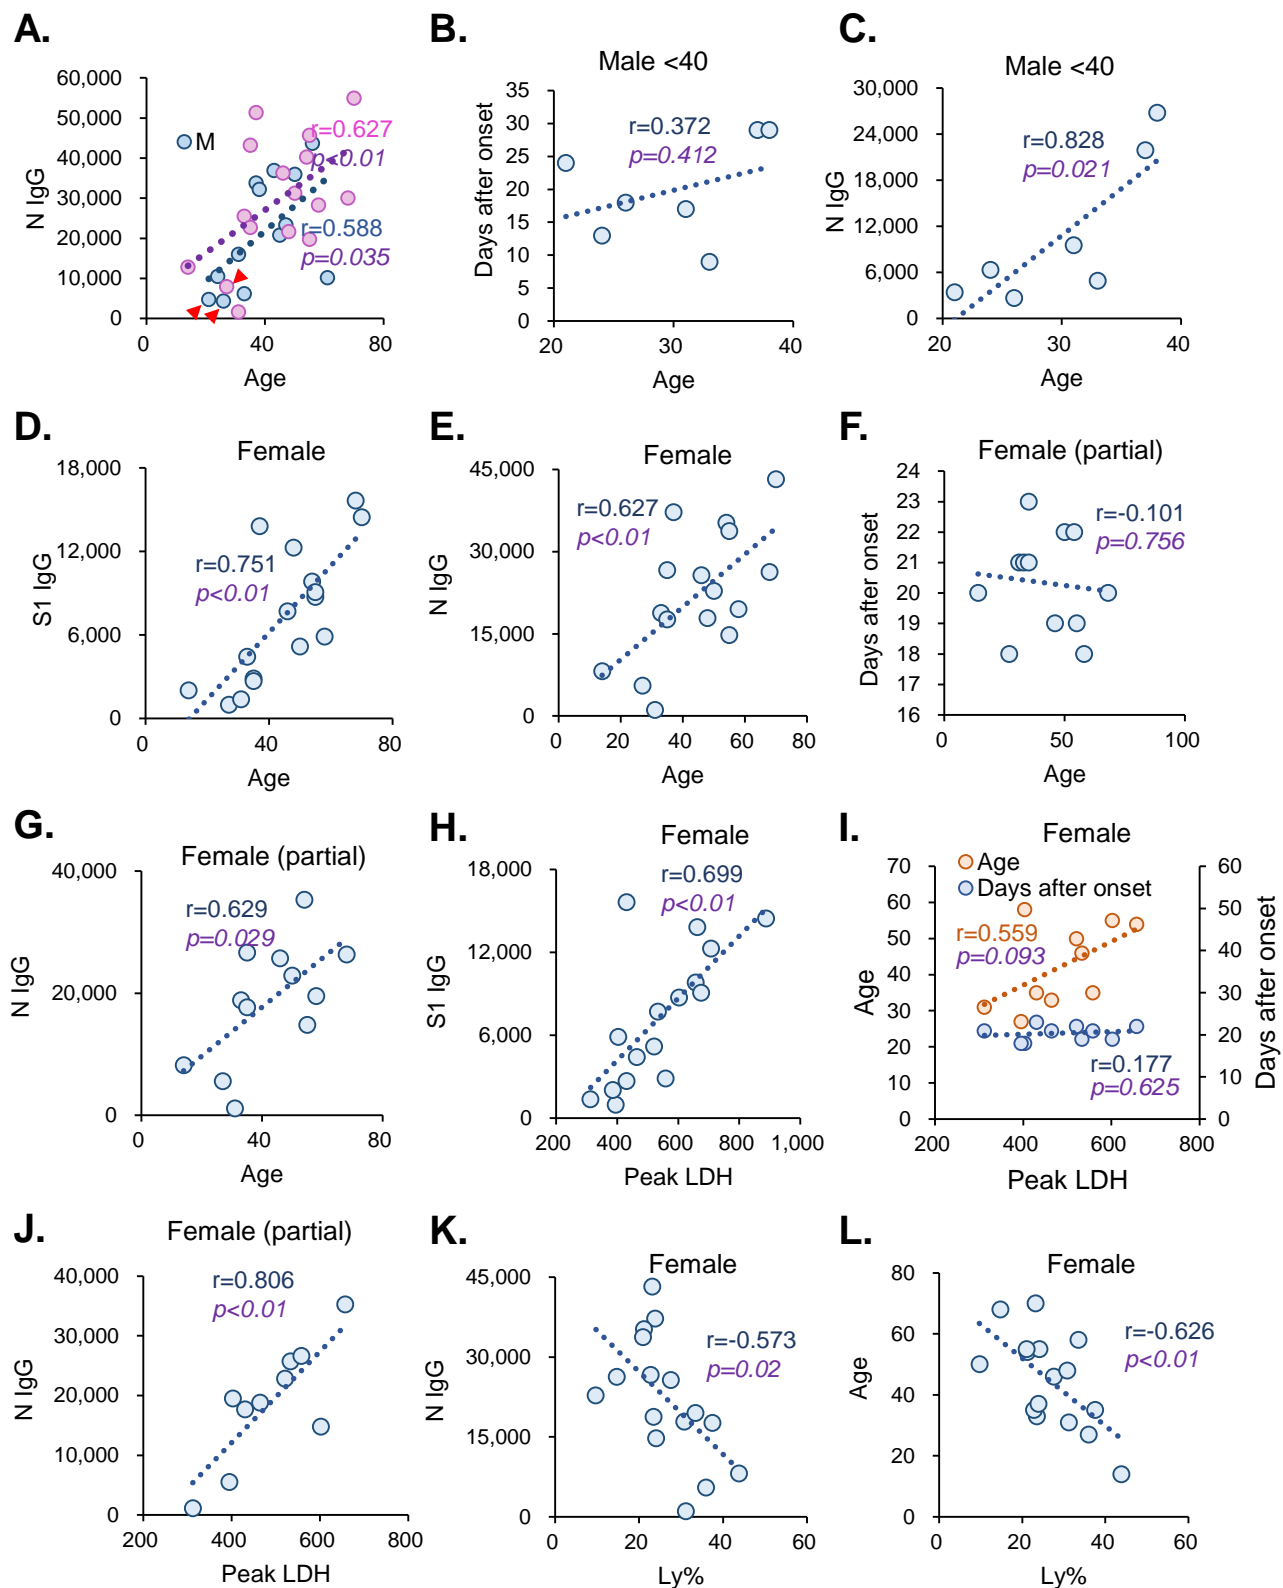 A.
60,000
50,000
40,000
30,000
20,000
10,000
0
N IgG
M
r=0.627
p<0.01
r=0.588
p=0.035
0
40
80
Age
B.
Male <40
35
30
25
20
15
10
5
0
Days after onset
r=0.372
p=0.412
20
30
40
Age
C.
Male <40
30,000
24,000
18,000
12,000
6,000
0
N IgG
r=0.828
p=0.021
20
30
40
Age
D.
Female
18,000
12,000
6,000
0
S1 IgG
r=0.751
p<0.01
0
40
80
Age
E.
Female
45,000
30,000
15,000
0
N IgG
r=0.627
p<0.01
0
20
40
60
80
Age
F.
Female (partial)
24
23
22
21
20
19
18
17
16
Days after onset
r=-0.101
p=0.756
0
50
100
Age
G.
Female (partial)
40,000
20,000
0
N IgG
r=0.629
p=0.029
0
40
80
Age
H.
Female
18,000
12,000
6,000
0
S1 IgG
r=0.699
p<0.01
200
400
600
800
1,000
Peak LDH
I.
Female
70
60
50
40
30
20
10
0
Age
Age
Days after onset
r=0.559
p=0.093
r=0.177
p=0.625
60
50
40
30
20
10
0
Days after onset
200
400
600
800
Peak LDH
J.
Female (partial)
40,000
30,000
20,000
10,000
0
N IgG
r=0.806
p<0.01
200
400
600
800
Peak LDH
K.
Female
45,000
30,000
15,000
0
N IgG
r=-0.573
p=0.02
0
20
40
60
Ly%
L.
Female
80
60
40
20
0
Age
r=-0.626
p<0.01
0
20
40
60
Ly%